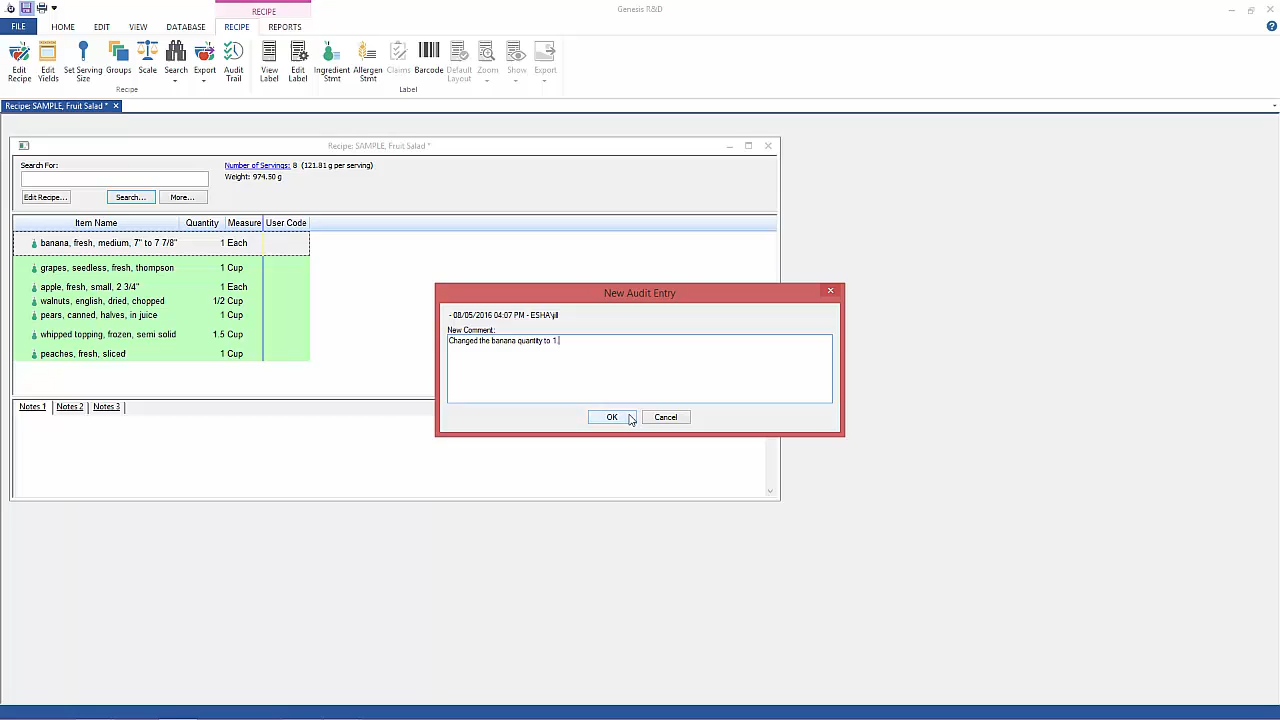 RECIPE
Genesis R&D
FILE HOME EDIT VIEW DATABASE RECIPE REPORTS
Edit Recipe
Edit Yields
Set Serving Size
Groups
Scale
Search
Export
Audit Trail
View Label
Edit Label
Ingredient Stmt
Allergen Stmt
Claims
Barcode
Default Layout
Zoom
Show
Export
Recipe
Label
Recipe: SAMPLE, Fruit Salad *
Recipe: SAMPLE, Fruit Salad *
Search For:
Number of Servings: 8 (121.81 g per serving)
Weight: 974.50 g
Edit Recipe... Search... More...
Item Name Quantity Measure User Code
banana, fresh, medium, 7" to 7 7/8" 1 Each
grapes, seedless, fresh, thompson 1 Cup
apple, fresh, small, 2 3/4" 1 Each
walnuts, english, dried, chopped 1/2 Cup
pears, canned, halves, in juice 1 Cup
whipped topping, frozen, semi solid 1.5 Cup
peaches, fresh, sliced 1 Cup
Notes 1 Notes 2 Notes 3
New Audit Entry
- 08/05/2016 04:07 PM - ESHA\jill
New Comment:
Changed the banana quantity to 1.
OK Cancel